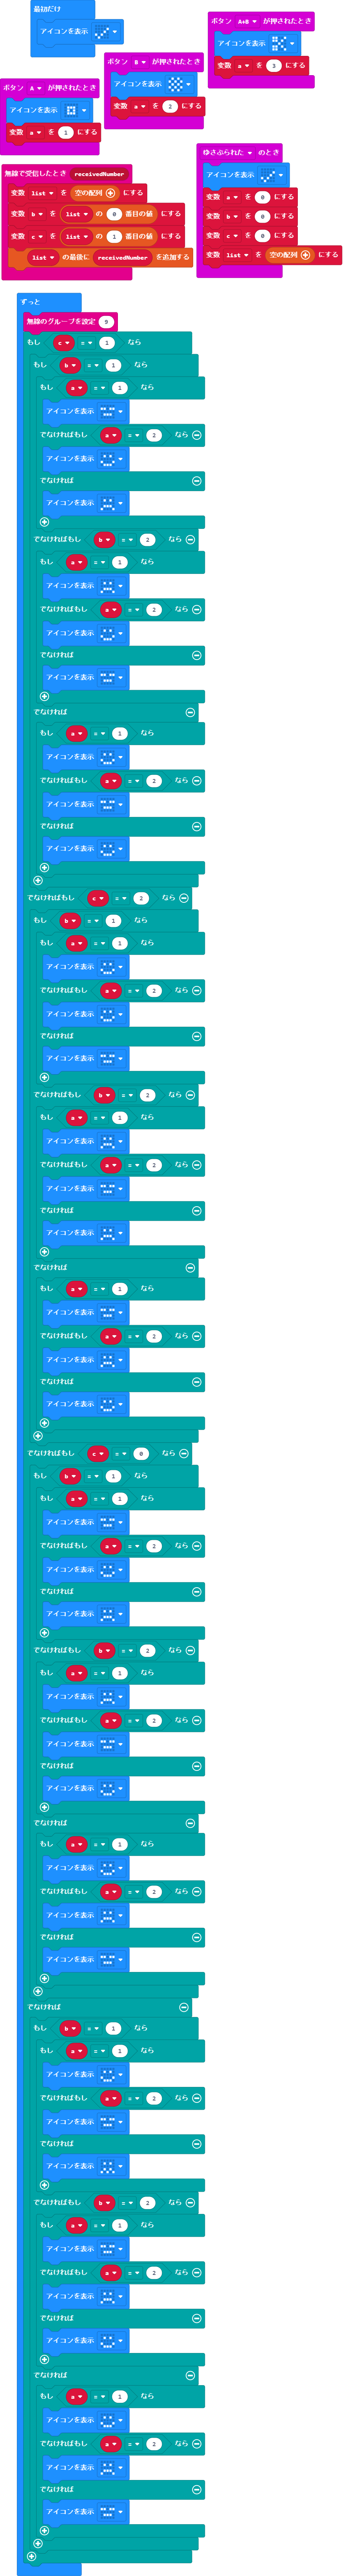 最初だけ
アイコンを表示
ボタン A が押されたとき
アイコンを表示
変数 a を 1 にする
ボタン B が押されたとき
アイコンを表示
変数 a を 2 にする
ボタン A+B が押されたとき
アイコンを表示
変数 a を 3 にする
無線で受信したとき receivedNumber
変数 list を 空の配列
変数 b を list の 0 番目の値 にする
変数 c を list の 1 番目の値 にする
list の最後に receivedNumber を追加する
ゆさぶられた のとき
アイコンを表示
変数 a を 0 にする
変数 b を 0 にする
変数 c を 0 にする
変数 list を 空の配列
ずっと
無線のグループを設定 9
もし c = 1 なら
もし b = 1 なら
もし a = 1 なら
アイコンを表示
でなければもし a = 2 なら
アイコンを表示
でなければ
アイコンを表示
でなければもし b = 2 なら
もし a = 1 なら
アイコンを表示
でなければもし a = 2 なら
アイコンを表示
でなければ
アイコンを表示
でなければ
もし a = 1 なら
アイコンを表示
でなければもし a = 2 なら
アイコンを表示
でなければ
アイコンを表示
でなければもし c = 2 なら
もし b = 1 なら
もし a = 1 なら
アイコンを表示
でなければもし a = 2 なら
アイコンを表示
でなければ
アイコンを表示
でなければもし b = 2 なら
もし a = 1 なら
アイコンを表示
でなければもし a = 2 なら
アイコンを表示
でなければ
アイコンを表示
でなければ
もし a = 1 なら
アイコンを表示
でなければもし a = 2 なら
アイコンを表示
でなければ
アイコンを表示
でなければもし c = 0 なら
もし b = 1 なら
もし a = 1 なら
アイコンを表示
でなければもし a = 2 なら
アイコンを表示
でなければ
アイコンを表示
でなければもし b = 2 なら
もし a = 1 なら
アイコンを表示
でなければもし a = 2 なら
アイコンを表示
でなければ
アイコンを表示
でなければ
もし a = 1 なら
アイコンを表示
でなければもし a = 2 なら
アイコンを表示
でなければ
アイコンを表示
でなければ
もし b = 1 なら
もし a = 1 なら
アイコンを表示
でなければもし a = 2 なら
アイコンを表示
でなければ
アイコンを表示
でなければもし b = 2 なら
もし a = 1 なら
アイコンを表示
でなければもし a = 2 なら
アイコンを表示
でなければ
アイコンを表示
でなければ
もし a = 1 なら
アイコンを表示
でなければもし a = 2 なら
アイコンを表示
でなければ
アイコンを表示